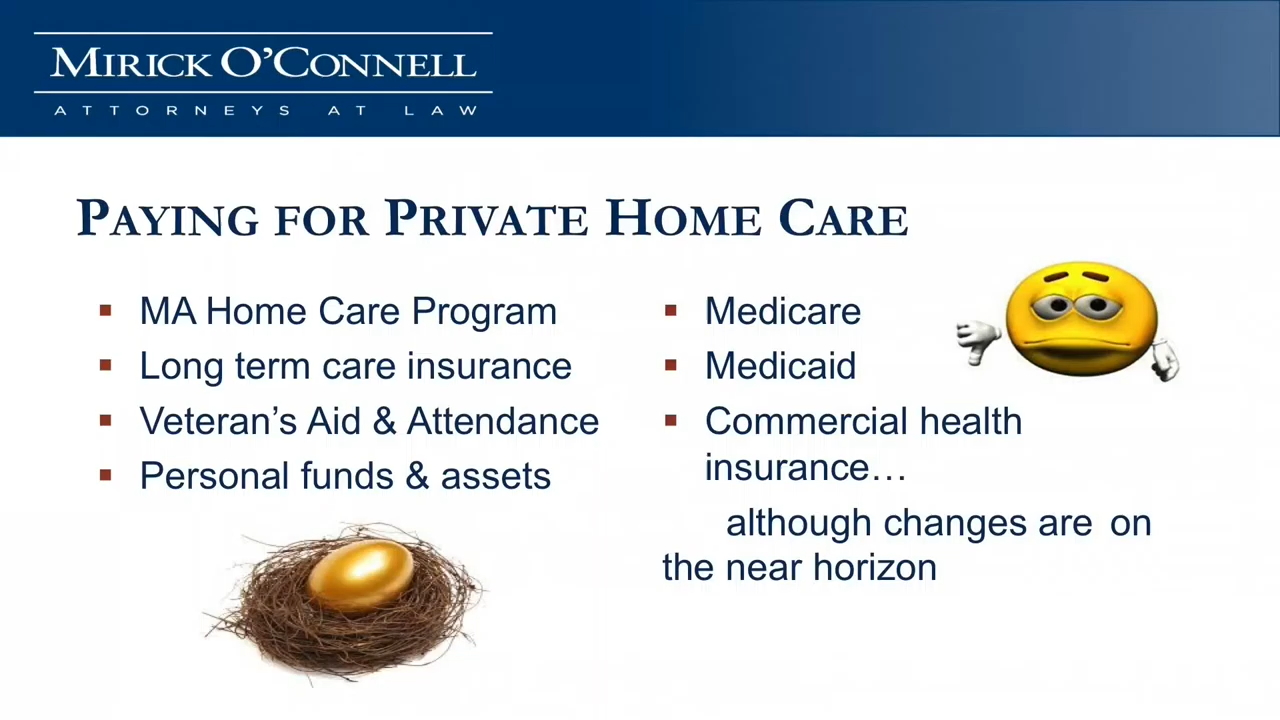 MIRICK O'CONNELL
ATTORNEYS AT LAW
PAYING FOR PRIVATE HOME CARE
▪ MA Home Care Program
▪ Long term care insurance
▪ Veteran's Aid & Attendance
▪ Personal funds & assets
▪ Medicare
▪ Medicaid
▪ Commercial health
insurance…
although changes are on
the near horizon